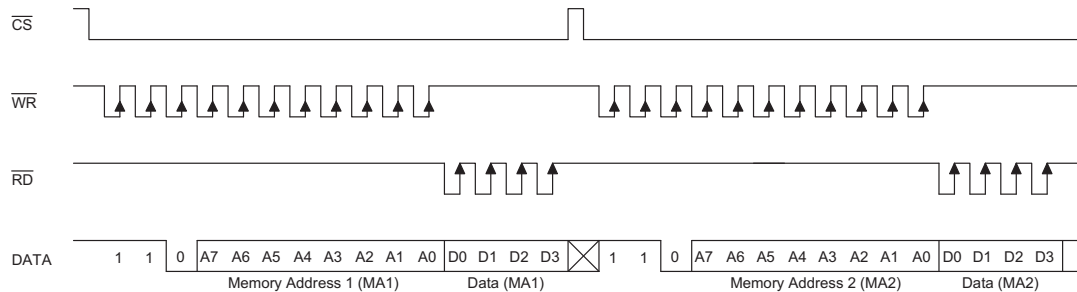 CS
WR
RD
DATA 1 1 0 A7 A6 A5 A4 A3 A2 A1 A0 D0 D1 D2 D3 1 1 0 A7 A6 A5 A4 A3 A2 A1 A0 D0 D1 D2 D3
Memory Address 1 (MA1) Data (MA1) Memory Address 2 (MA2) Data (MA2)